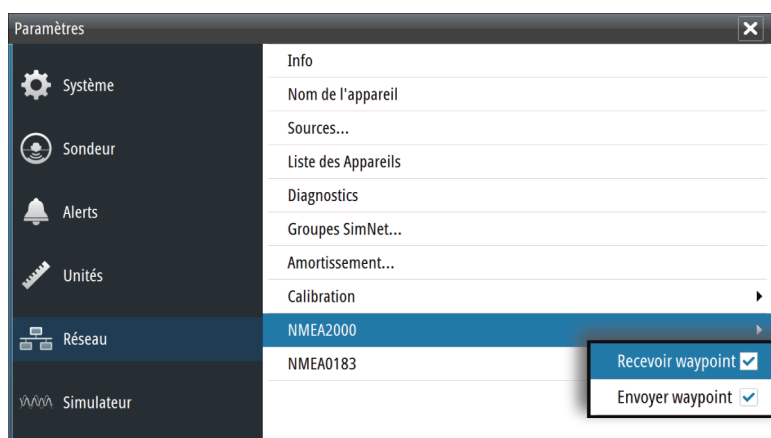 Paramètres
Système
Sondeur
Alerts
Unités
Réseau
Simulateur
Info
Nom de l'appareil
Sources...
Liste des Appareils
Diagnostics
Groupes SimNet...
Amortissement...
Calibration
NMEA2000
NMEA0183
Recevoir waypoint
Envoyer waypoint